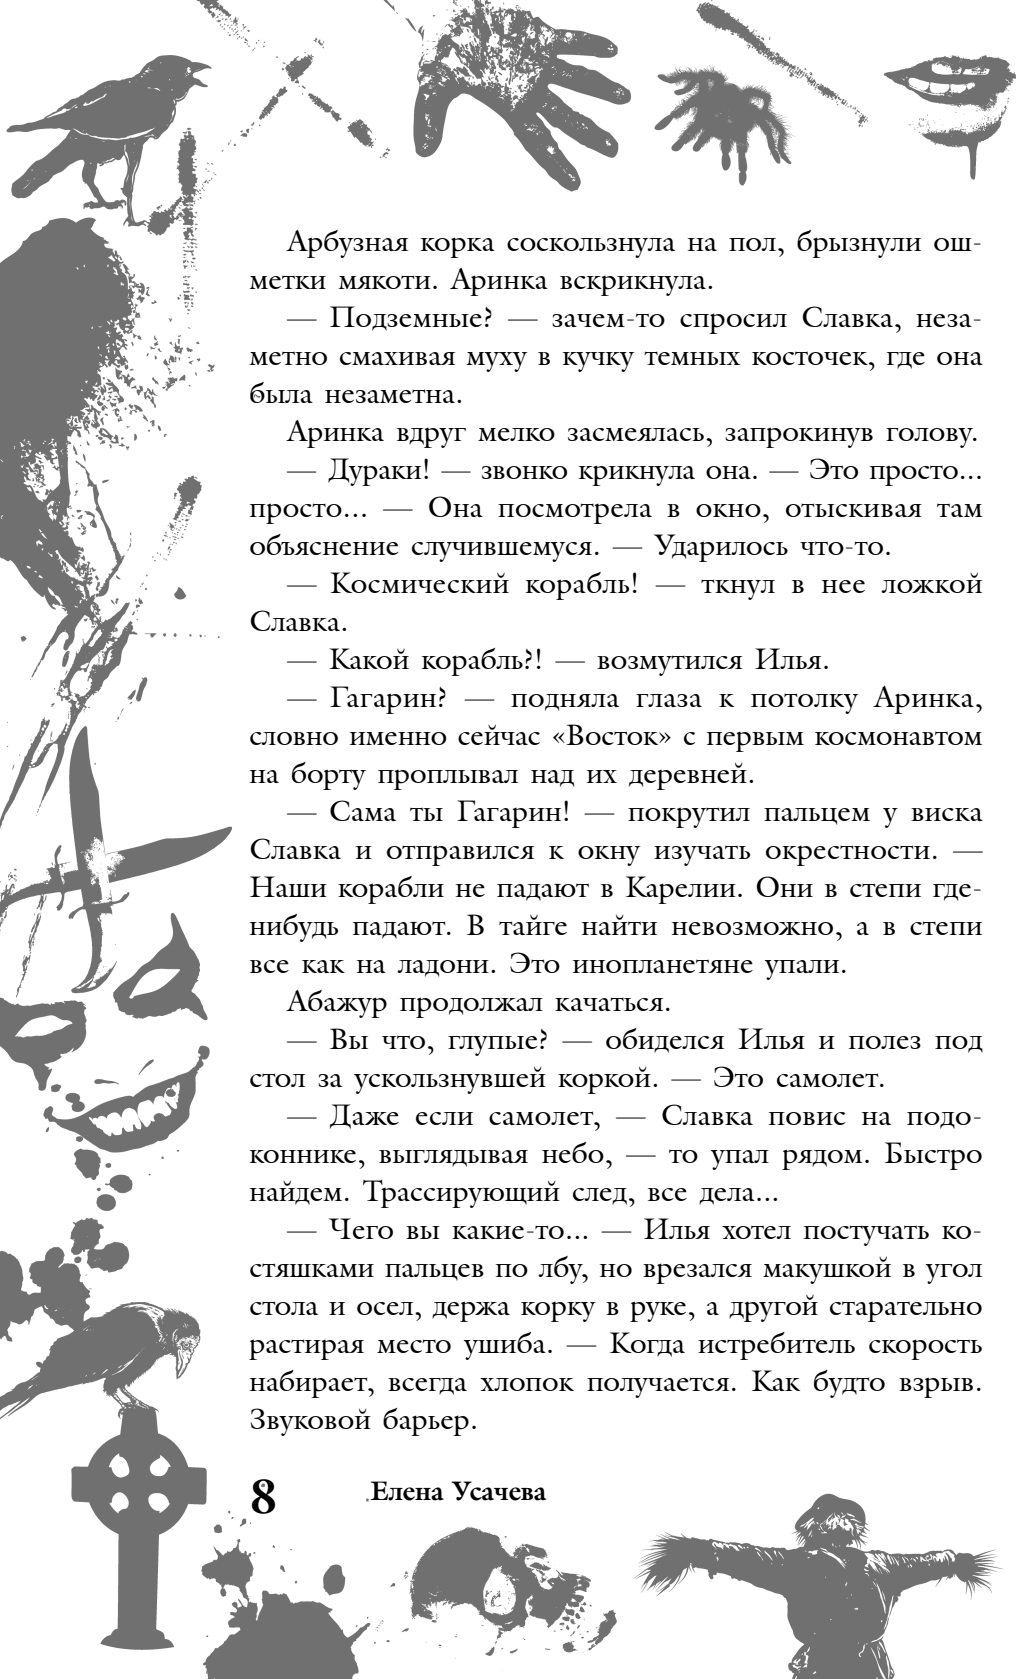 Арбузная корка соскользнула на пол, брызнули ош-
метки мякоти. Аринка вскрикнула.
— Подземные? — зачем-то спросил Славка, неза-
метно смахивая муху в кучку темных косточек, где она
была незаметна.
Аринка вдруг мелко засмеялась, запрокинув голову.
— Дураки! — звонко крикнула она. — Это просто...
просто... — Она посмотрела в окно, отыскивая там
объяснение случившемуся. — Ударилось что-то.
— Космический корабль! — ткнул в нее ложкой
Славка.
— Какой корабль?! — возмутился Илья.
— Гагарин? — подняла глаза к потолку Аринка,
словно именно сейчас «Восток» с первым космонавтом
на борту проплывал над их деревней.
— Сама ты Гагарин! — покрутил пальцем у виска
Славка и отправился к окну изучать окрестности. —
Наши корабли не падают в Карелии. Они в степи где-
нибудь падают. В тайге найти невозможно, а в степи
все как на ладони. Это инопланетяне упали.
Абажур продолжал качаться.
— Вы что, глупые? — обиделся Илья и полез под
стол за ускользнувшей коркой. — Это самолет.
— Даже если самолет, — Славка повис на подо-
коннике, выглядывая небо, — то упал рядом. Быстро
найдем. Трассирующий след, все дела...
— Чего вы какие-то... — Илья хотел постучать ко-
стяшками пальцев по лбу, но врезался макушкой в угол
стола и осел, держа корку в руке, а другой старательно
растирая место ушиба. — Когда истребитель скорость
набирает, всегда хлопок получается. Как будто взрыв.
Звуковой барьер.
8 Елена Усачева